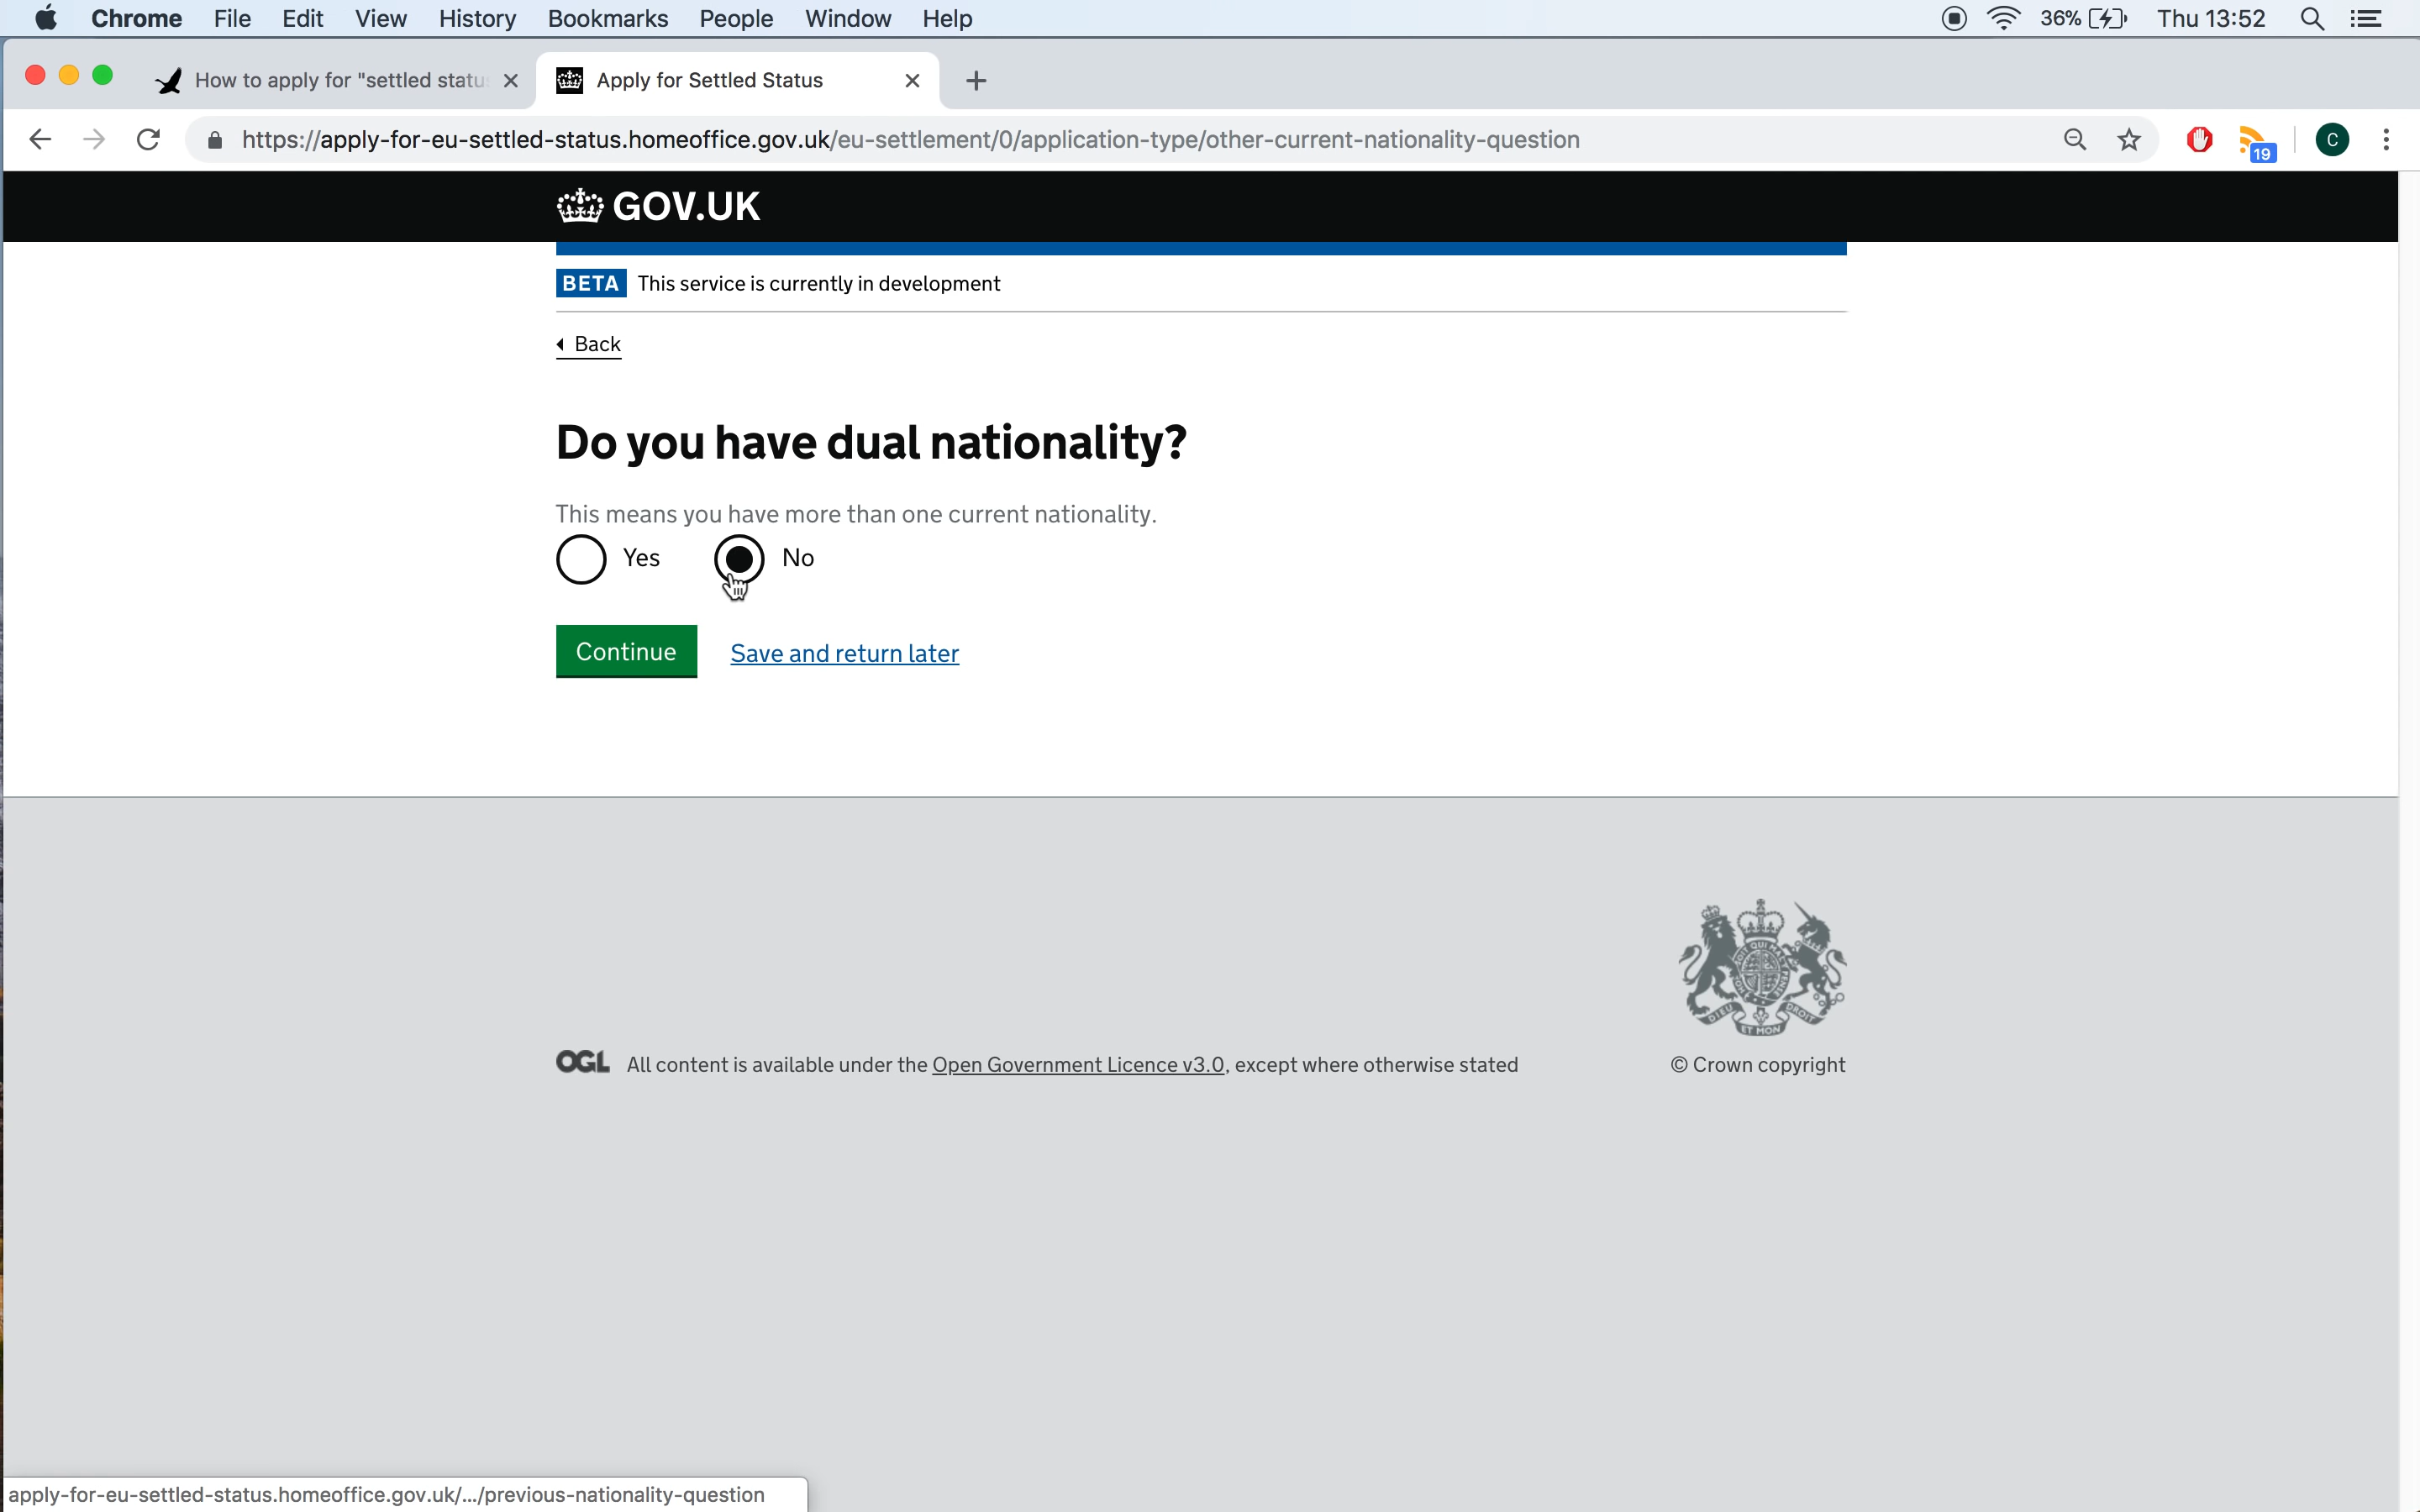 Chrome File Edit View History Bookmarks People Window Help 36% Thu 13:52
How to apply for "settled statu Apply for Settled Status
https://apply-for-eu-settled-status.homeoffice.gov.uk/eu-settlement/0/application-type/other-current-nationality-question 19 C
GOV.UK
BETA This service is currently in development
Back
Do you have dual nationality?
This means you have more than one current nationality.
Yes No
Continue Save and return later
DIEU ET MON DROIT
OGL All content is available under the Open Government Licence v3.0, except where otherwise stated © Crown copyright
apply-for-eu-settled-status.homeoffice.gov.uk/.../previous-nationality-question